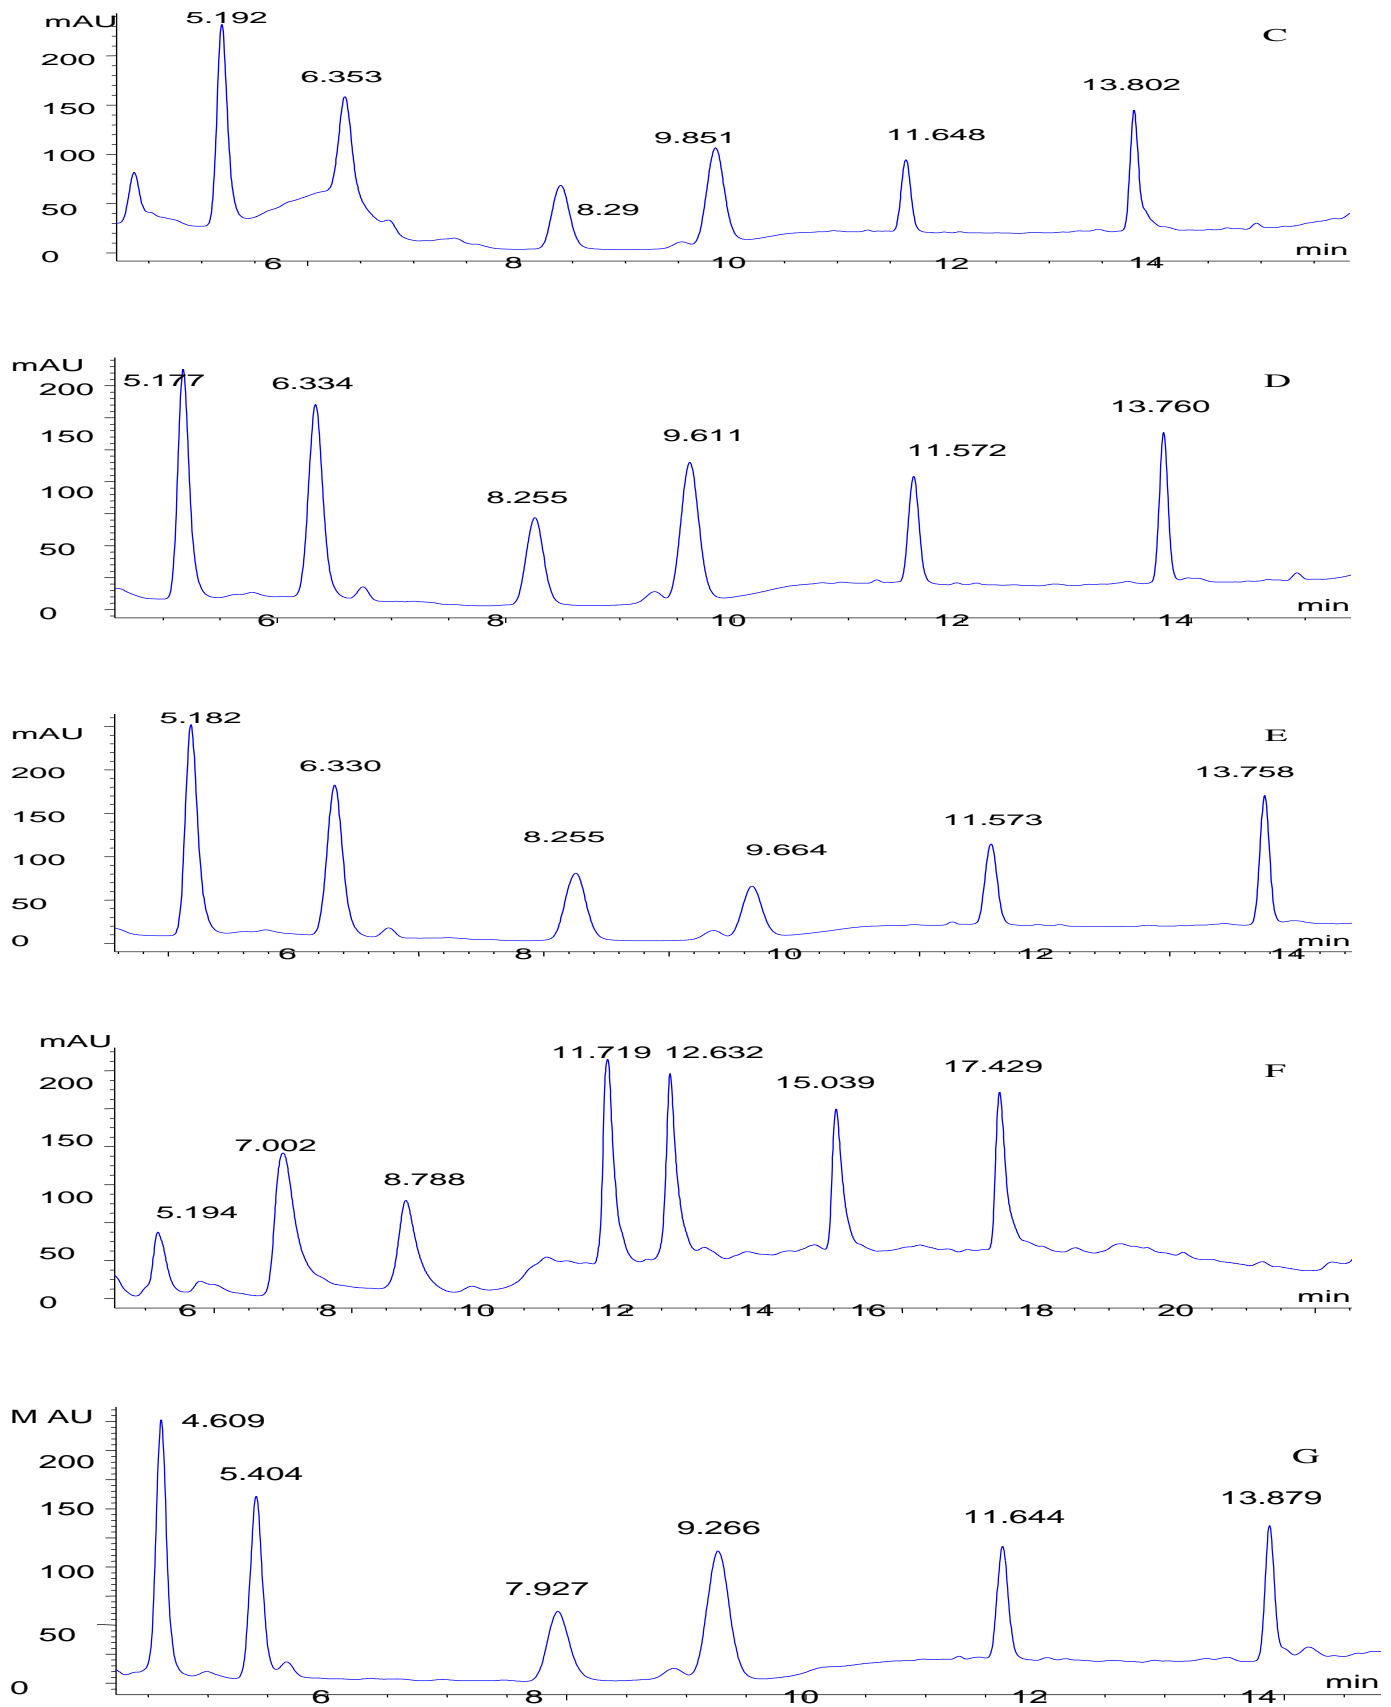 mAU 5.192 C
6.353
200
13.802
150
9.851 11.648
100
50 8.29
0 min
6 8 10 12 14
mAU
5.177 6.334 D
200
13.760
150 9.611
11.572
100 8.255
50
0 min
6 8 10 12 14
5.182
mAU E
6.330 13.758
200
150 11.573
8.255
100 9.664
50
0 min
6 8 10 12 14
mAU
11.719 12.632
17.429 F
200 15.039
150 7.002
8.788
100
5.194
50
0 min
6 8 10 12 14 16 18 20
M AU 4.609
G
200
5.404
13.879
150 11.644
9.266
100
7.927
50
0 min
6 8 10 12 14